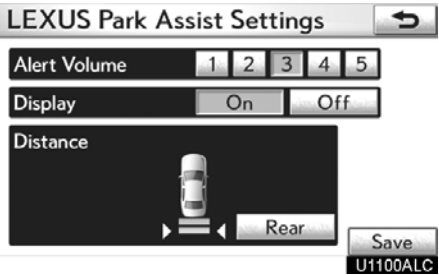 LEXUS Park Assist Settings
Alert Volume 1 2 3 4 5
Display On Off
Distance
Rear
Save
U1100ALC